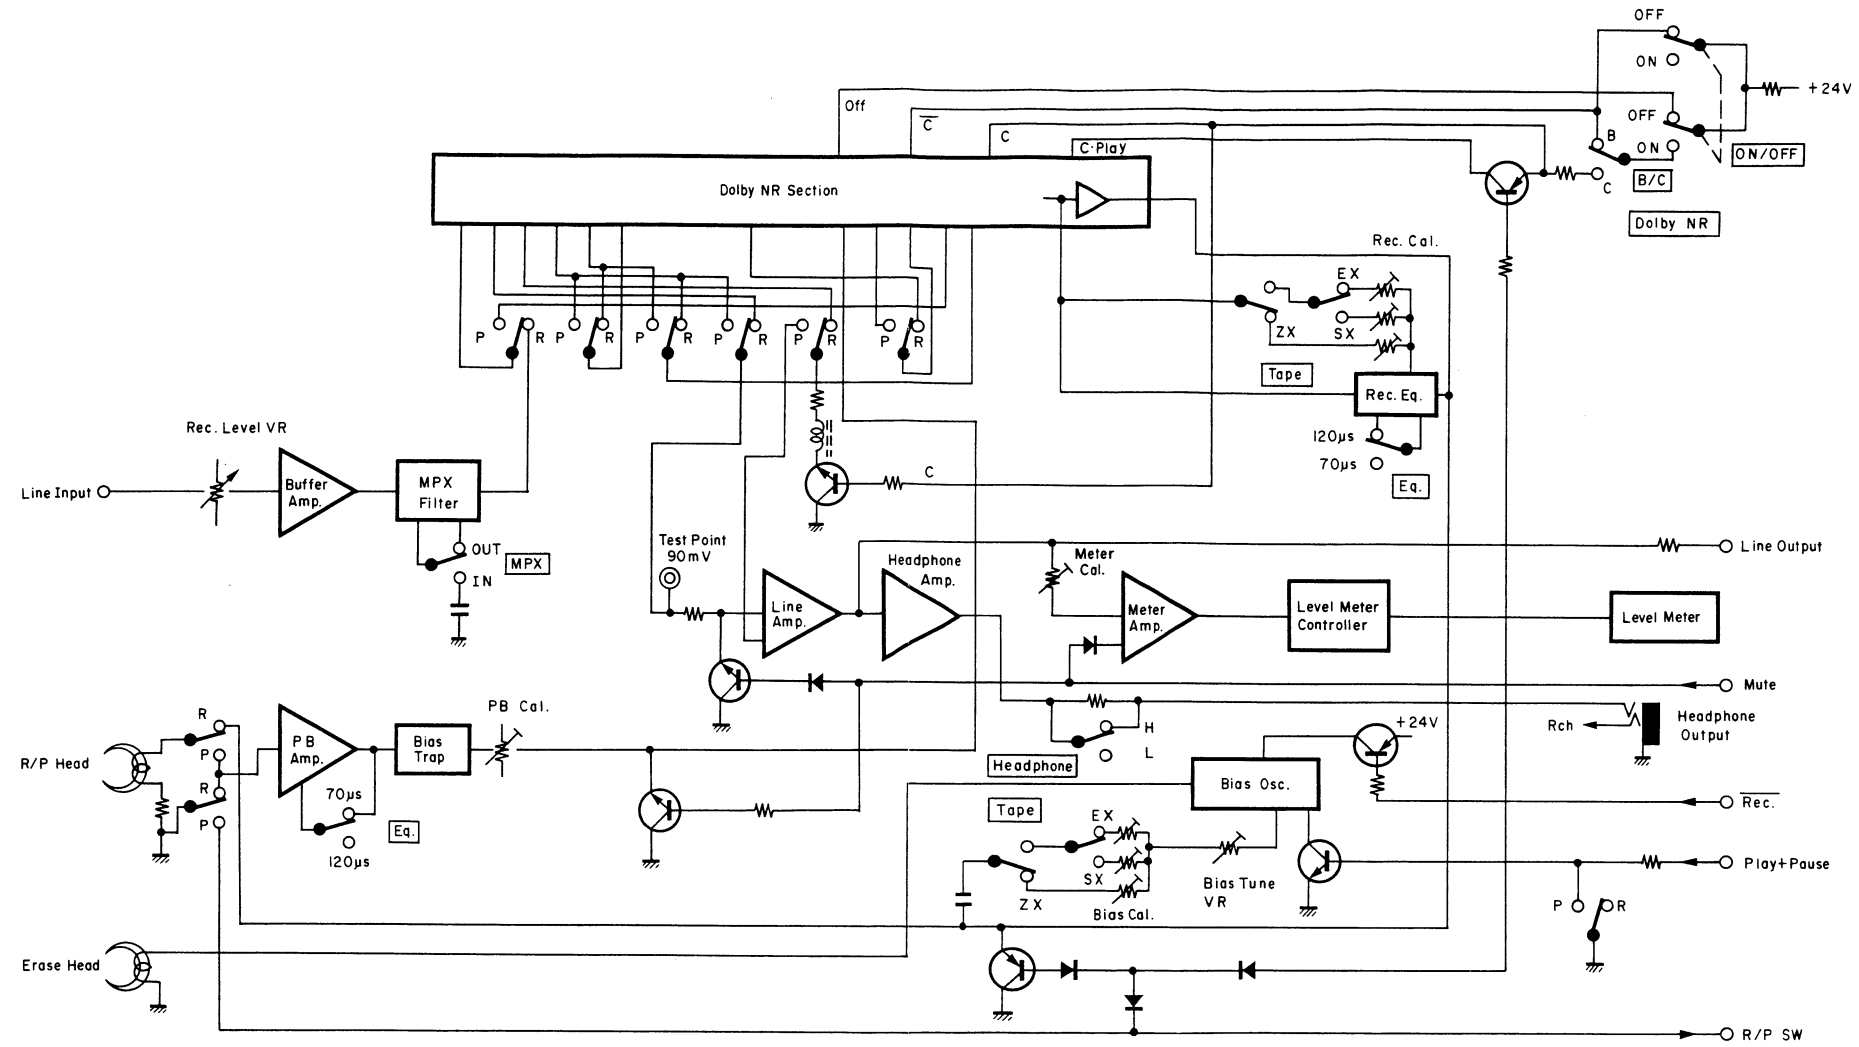 OFF
ON
+24V
Off
C
C
C·Play
OFF
B
ON
ON/OFF
C
B/C
Dolby NR
Dolby NR Section
Rec. Cal.
EX
ZX
SX
P
R
P
R
P
R
P
R
P
R
P
R
Tape
Rec. Eq.
120μs
70μs
Eq.
Rec. Level VR
Line Input
Buffer
Amp.
MPX
Filter
C
OUT
IN
MPX
Test Point
90mV
Headphone
Amp.
Meter
Cal.
Line Output
Line
Amp.
Meter
Amp.
Level Meter
Controller
Level Meter
Mute
R
P
R
P
R/P Head
PB
Amp.
Bias
Trap
PB Cal.
70μs
120μs
Eq.
H
L
Headphone
+24V
Rch
Headphone
Output
Bias Osc.
Rec.
Tape
EX
SX
ZX
Bias Cal.
Bias Tune
VR
Play+Pause
P
R
Erase Head
R/P SW